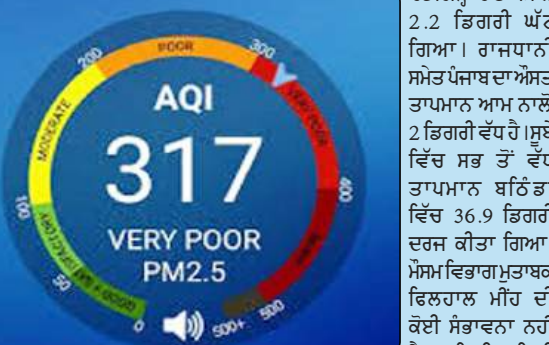 POOR
200
300
MODERATE
VERY POOR
AQI
317
VERY POOR
PM2.5
100
400
50
0
500+
500
2.2 ਡਿਗਰੀ ਘੱਟ
ਗਿਆ। ਰਾਜਧਾਨੀ
ਸਮੇਤ ਪੰਜਾਬ ਦਾ ਔਸਤ
ਤਾਪਮਾਨ ਆਮ ਨਾਲੋਂ
2 ਡਿਗਰੀ ਵੱਧ ਹੈ। ਸੂਬੇ
ਵਿੱਚ ਸਭ ਤੋਂ ਵੱਧ
ਤਾਪਮਾਨ ਬਠਿੰਡਾ
ਵਿੱਚ 36.9 ਡਿਗਰੀ
ਦਰਜ ਕੀਤਾ ਗਿਆ।
ਮੌਸਮ ਵਿਭਾਗ ਮੁਤਾਬਕ
ਫਿਲਹਾਲ ਮੀਂਹ ਦੀ
ਕੋਈ ਸੰਭਾਵਨਾ ਨਹੀਂ